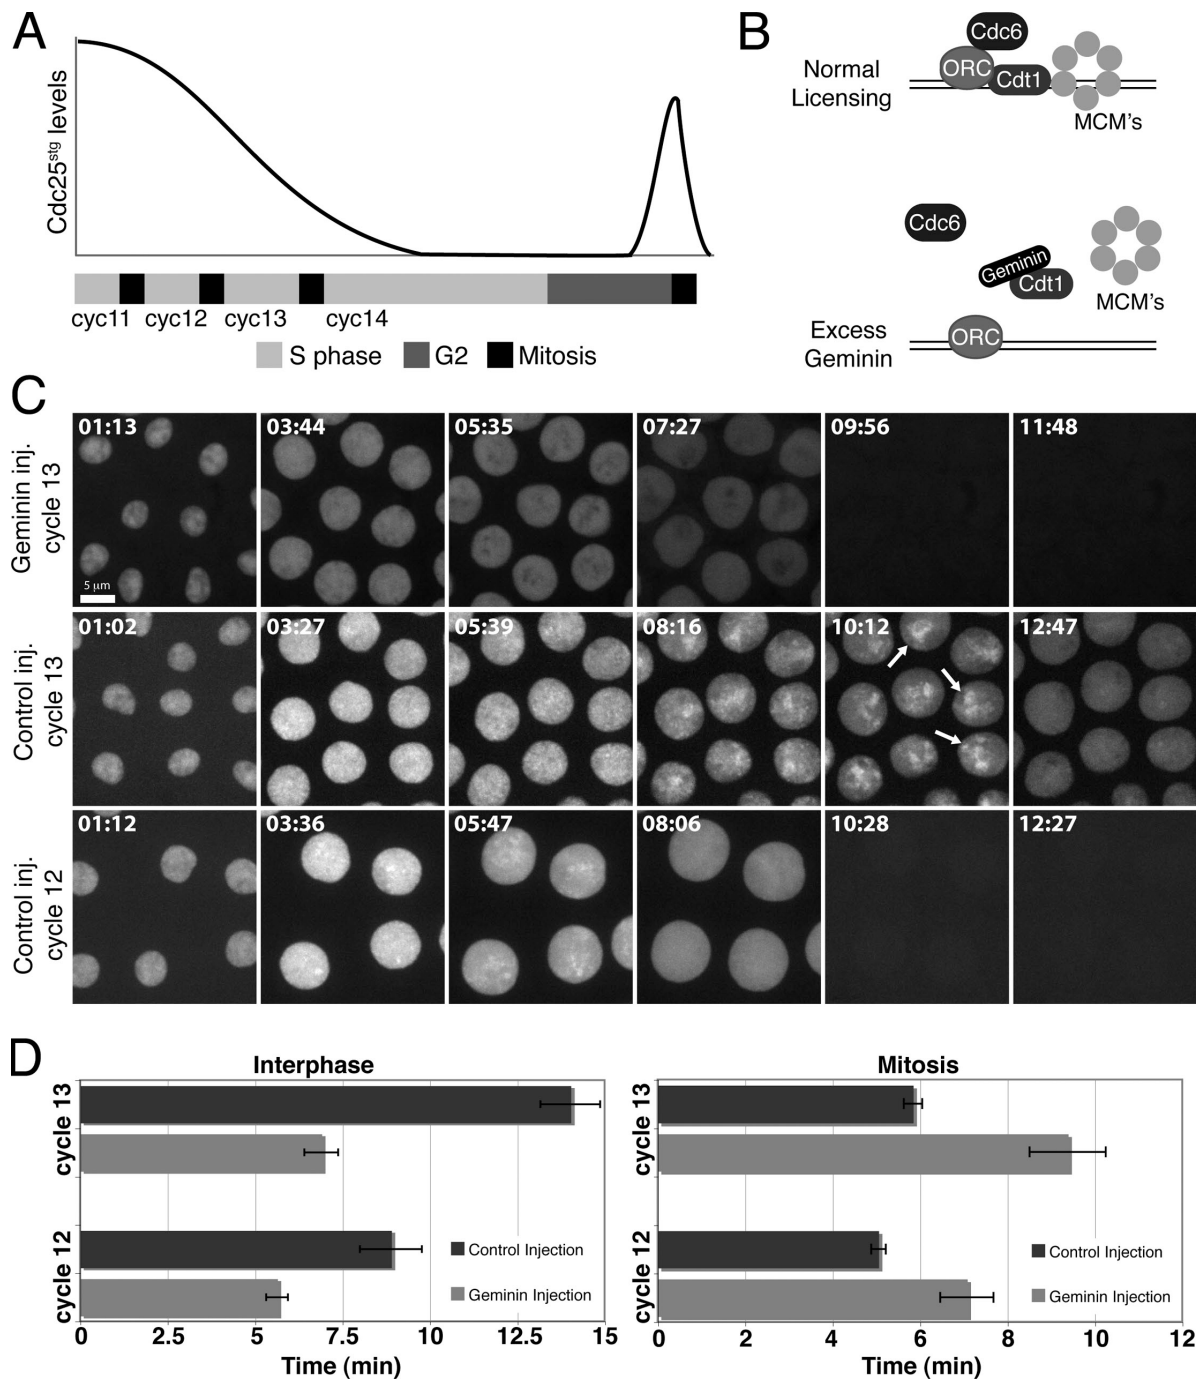 A
Cdc25stg levels
cyc11 cyc12 cyc13 cyc14
S phase G2 Mitosis
B
Normal
Licensing
Cdc6
ORC
Cdt1
MCM's
Cdc6
Geminin
Cdt1
MCM's
Excess
Geminin
ORC
C
Geminin inj.
cycle 13
01:13 03:44 05:35 07:27 09:56 11:48
5 μm
Control inj.
cycle 13
01:02 03:27 05:39 08:16 10:12 12:47
Control inj.
cycle 12
01:12 03:36 05:47 08:06 10:28 12:27
D
Interphase
cycle 13
cycle 12
Control Injection
Geminin Injection
0 2.5 5 7.5 10 12.5 15
Time (min)
Mitosis
cycle 13
cycle 12
Control Injection
Geminin Injection
0 2 4 6 8 10 12
Time (min)